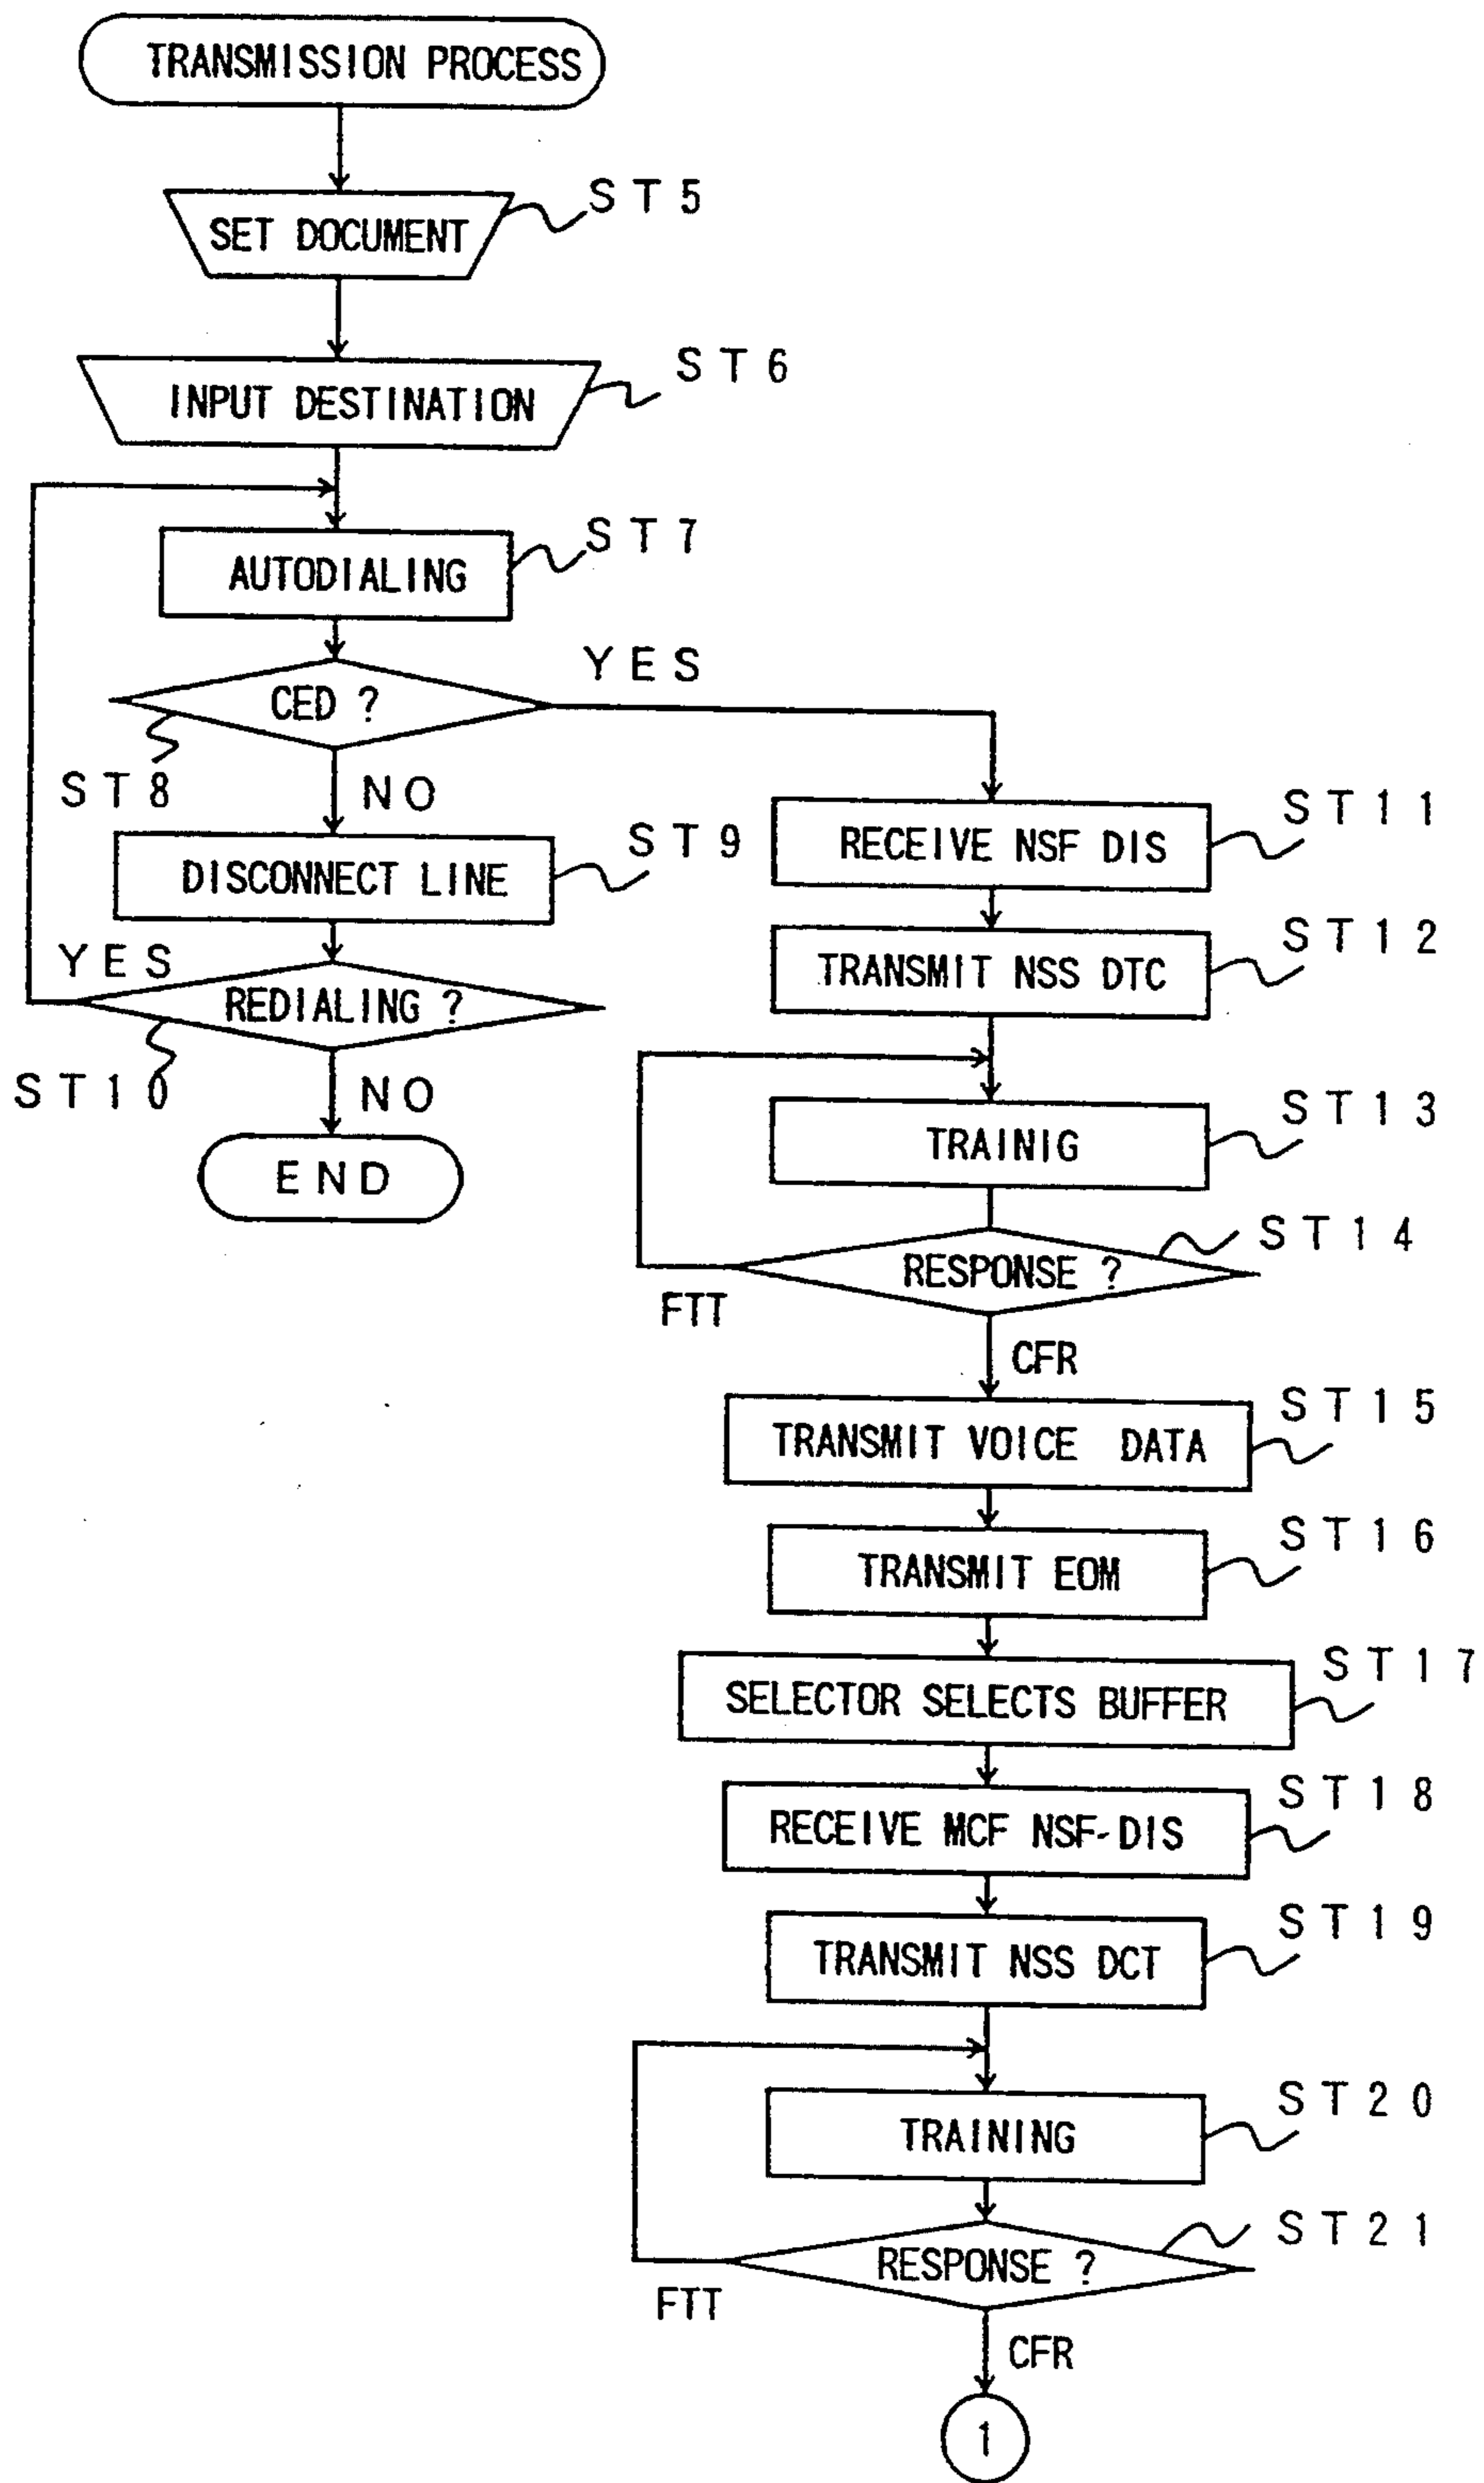 TRANSMISSION PROCESS
SET DOCUMENT
ST5
INPUT DESTINATION
ST6
AUTODIALING
ST7
CED ?
YES
ST8
NO
DISCONNECT LINE
ST9
YES
REDIALING ?
ST10
NO
END
RECEIVE NSF DIS
ST11
TRANSMIT NSS DTC
ST12
TRAINIG
ST13
RESPONSE ?
ST14
FTT
CFR
TRANSMIT VOICE DATA
ST15
TRANSMIT EOM
ST16
SELECTOR SELECTS BUFFER
ST17
RECEIVE MCF NSF-DIS
ST18
TRANSMIT NSS DCT
ST19
TRAINING
ST20
RESPONSE ?
ST21
FTT
CFR
1